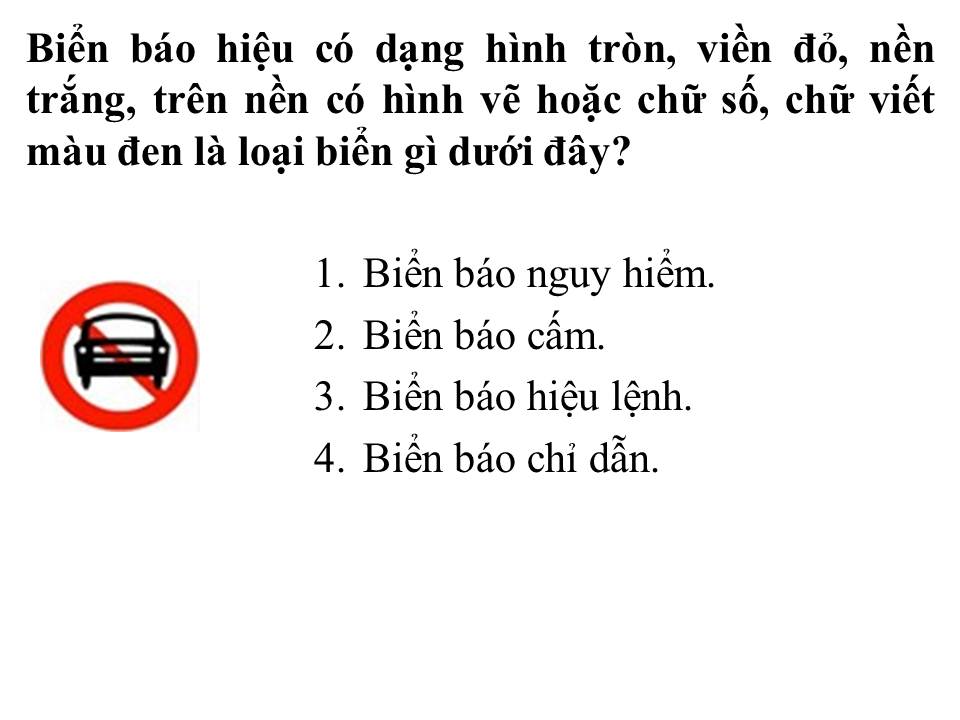 Biển báo hiệu có dạng hình tròn, viền đỏ, nền
trắng, trên nền có hình vẽ hoặc chữ số, chữ viết
màu đen là loại biển gì dưới đây?
1. Biển báo nguy hiểm.
2. Biển báo cấm.
3. Biển báo hiệu lệnh.
4. Biển báo chỉ dẫn.